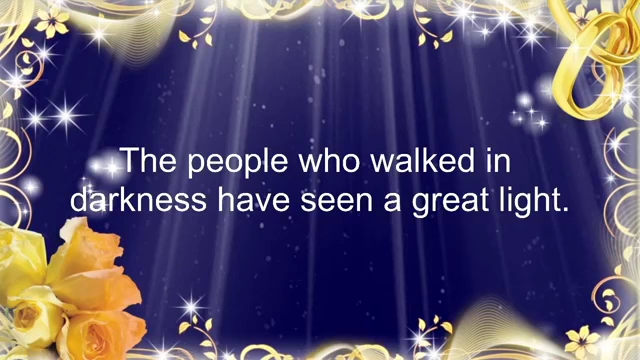 The people who walked in
darkness have seen a great light.